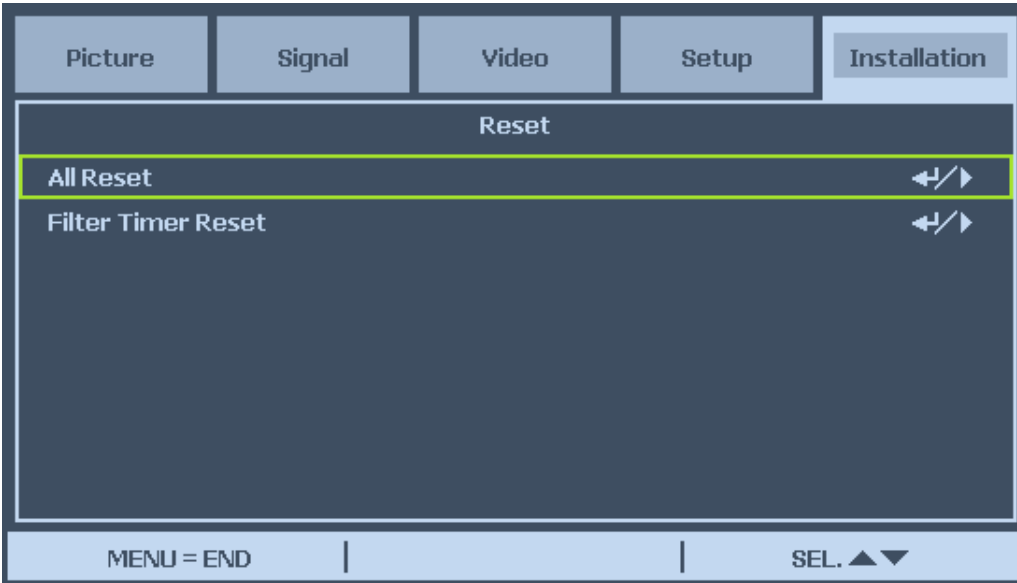 Picture Signal Video Setup Installation
Reset
All Reset ↵/▶
Filter Timer Reset ↵/▶
MENU = END | | SEL. ▲▼